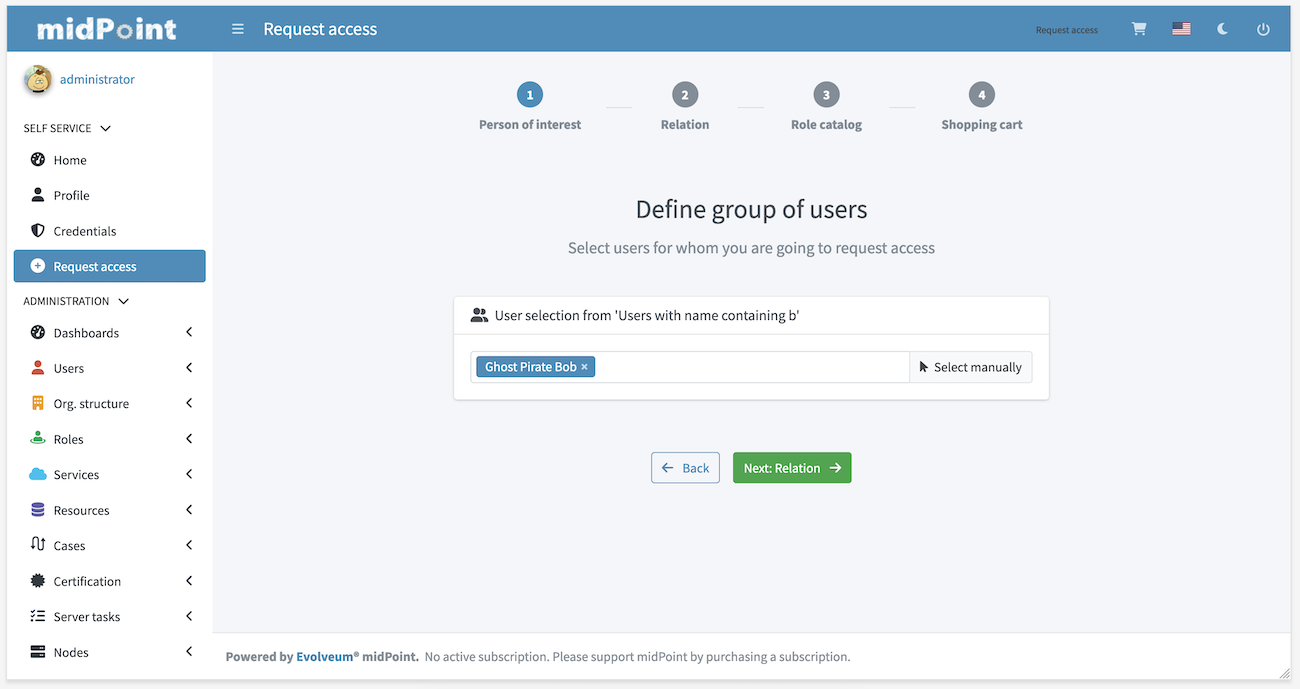 midPoint
Request access
Request access
administrator
SELF SERVICE
Home
Profile
Credentials
Request access
ADMINISTRATION
Dashboards
Users
Org. structure
Roles
Services
Resources
Cases
Certification
Server tasks
Nodes
1 2 3 4
Person of interest Relation Role catalog Shopping cart
Define group of users
Select users for whom you are going to request access
User selection from 'Users with name containing b'
Ghost Pirate Bob × Select manually
Back Next: Relation
Powered by Evolveum® midPoint. No active subscription. Please support midPoint by purchasing a subscription.